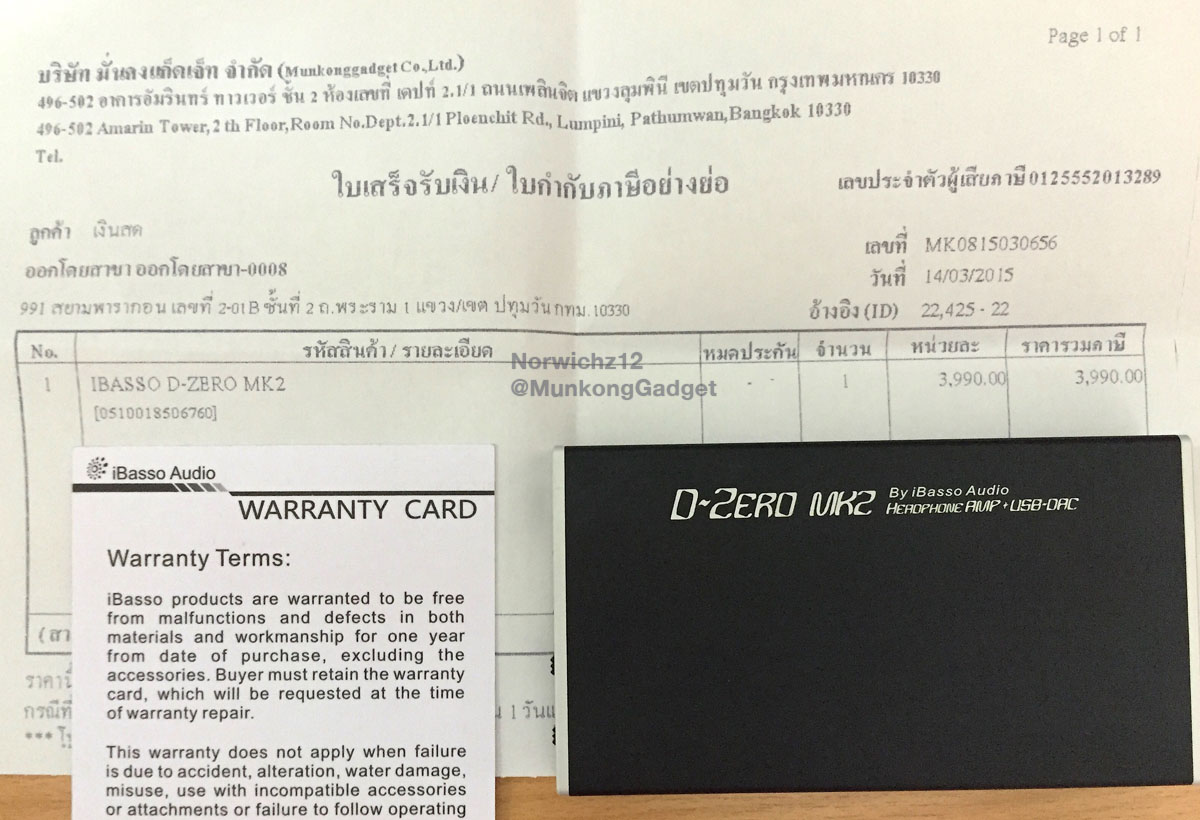 Page 1 of 1
บริษัท มั่นคงแก็ดเจ็ท จำกัด (Munkonggadget Co.,Ltd.)
496-502 อาคารอัมรินทร์ ทาวเวอร์ ชั้น 2 ห้องเลขที่ เดปท์ 2.1/1 ถนนเพลินจิต แขวงลุมพินี เขตปทุมวัน กรุงเทพมหานคร 10330
496-502 Amarin Tower,2 th Floor,Room No.Dept.2.1/1 Ploenchit Rd., Lumpini, Pathumwan,Bangkok 10330
Tel.
ใบเสร็จรับเงิน/ ใบกำกับภาษีอย่างย่อ
เลขประจำตัวผู้เสียภาษี 0125552013289
ลูกค้า เงินสด
เลขที่ MK0815030656
ออกโดยสาขา ออกโดยสาขา-0008
วันที่ 14/03/2015
991 สยามพารากอน เลขที่ 2-01B ชั้นที่ 2 ถ.พระราม 1 แขวง/เขต ปทุมวัน กทม. 10330
อ้างอิง (ID) 22,425 - 22
No. รหัสสินค้า / รายละเอียด หมดประกัน จำนวน หน่วยละ ราคารวมภาษี
1 IBASSO D-ZERO MK2 - - 1 3,990.00 3,990.00
[0510018506760]
Norwichz12
@MunkongGadget
iBasso Audio
WARRANTY CARD
Warranty Terms:
iBasso products are warranted to be free
from malfunctions and defects in both
materials and workmanship for one year
from date of purchase, excluding the
accessories. Buyer must retain the warranty
card, which will be requested at the time
of warranty repair.
This warranty does not apply when failure
is due to accident, alteration, water damage,
misuse, use with incompatible accessories
or attachments or failure to follow operating
D-ZERO MK2 By iBasso Audio
HEADPHONE AMP + USB-DAC
(สา
ราคานี้
กรณีที่
1 วัน
***